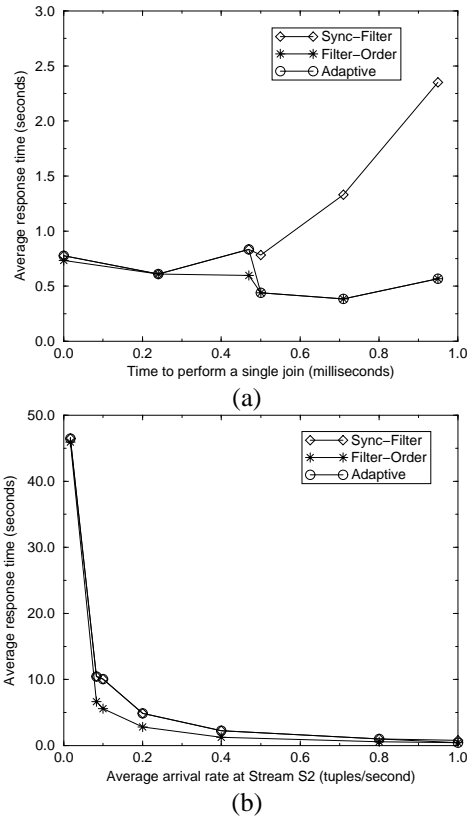 3.0
2.5
2.0
1.5
1.0
0.5
0.0
Average response time (seconds)
Sync−Filter
Filter−Order
Adaptive
0.0 0.2 0.4 0.6 0.8 1.0
Time to perform a single join (milliseconds)
(a)
50.0
40.0
30.0
20.0
10.0
0.0
Average response time (seconds)
Sync−Filter
Filter−Order
Adaptive
0.0 0.2 0.4 0.6 0.8 1.0
Average arrival rate at Stream S2 (tuples/second)
(b)